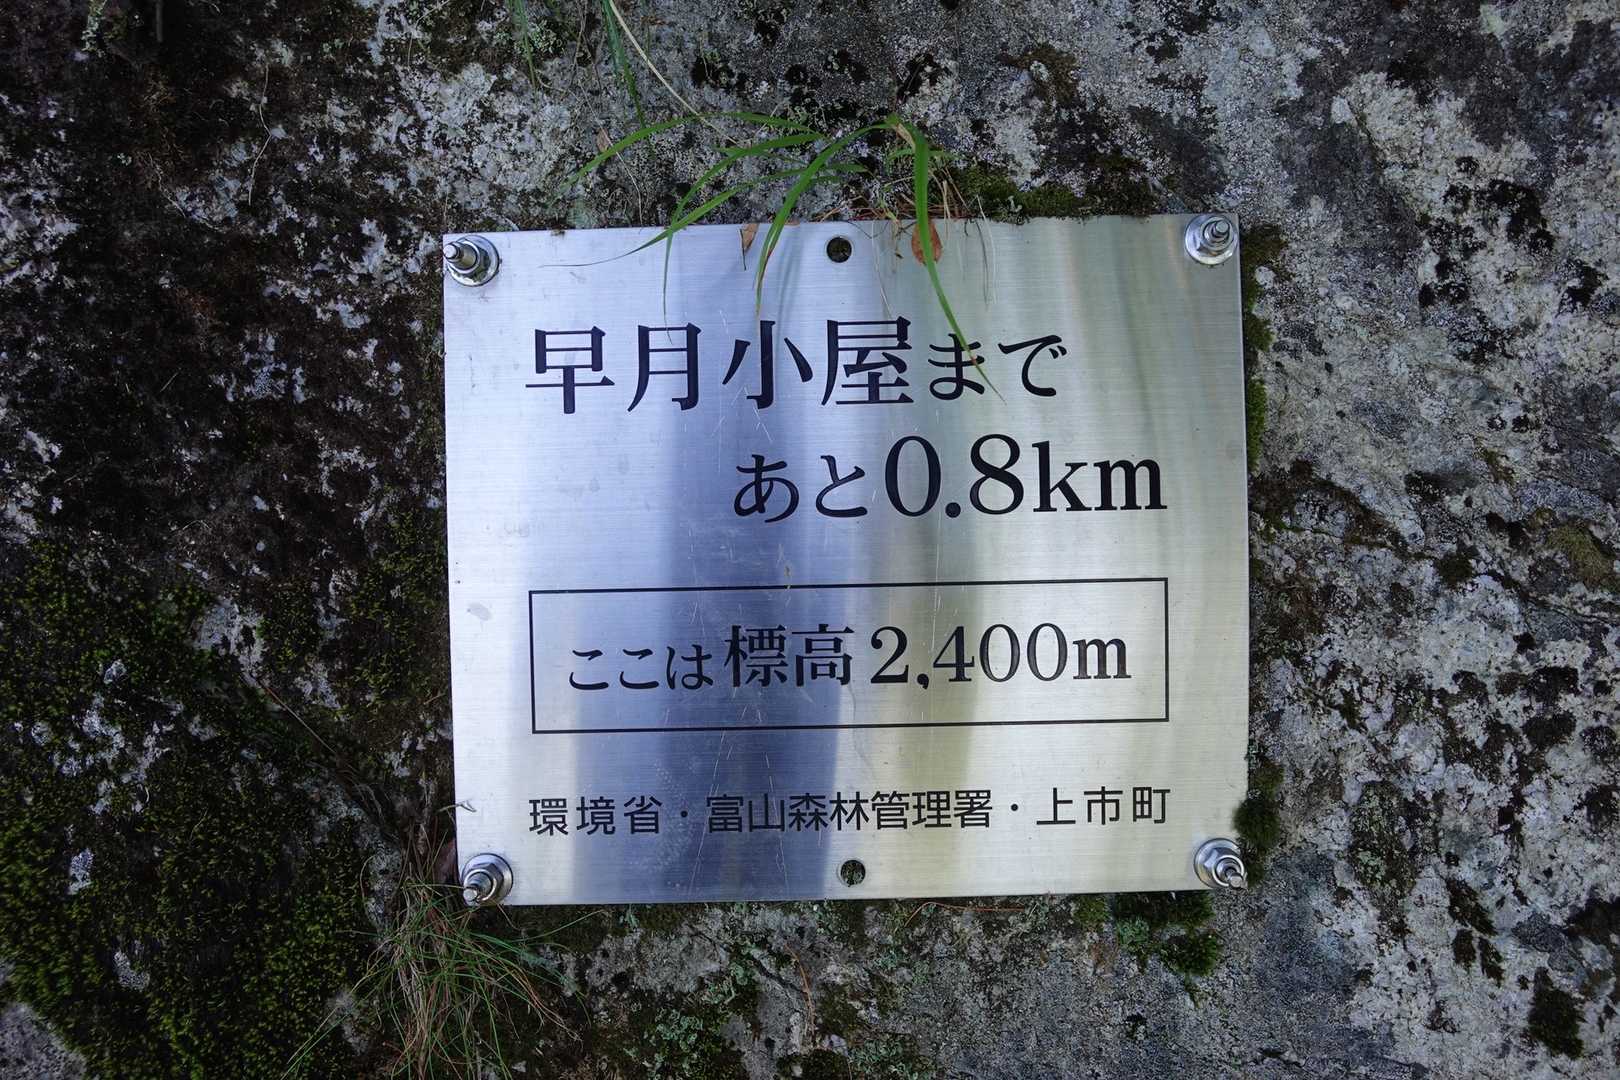 早月小屋まで
あと0.8km
ここは標高2,400m
環境省・富山森林管理署・上市町